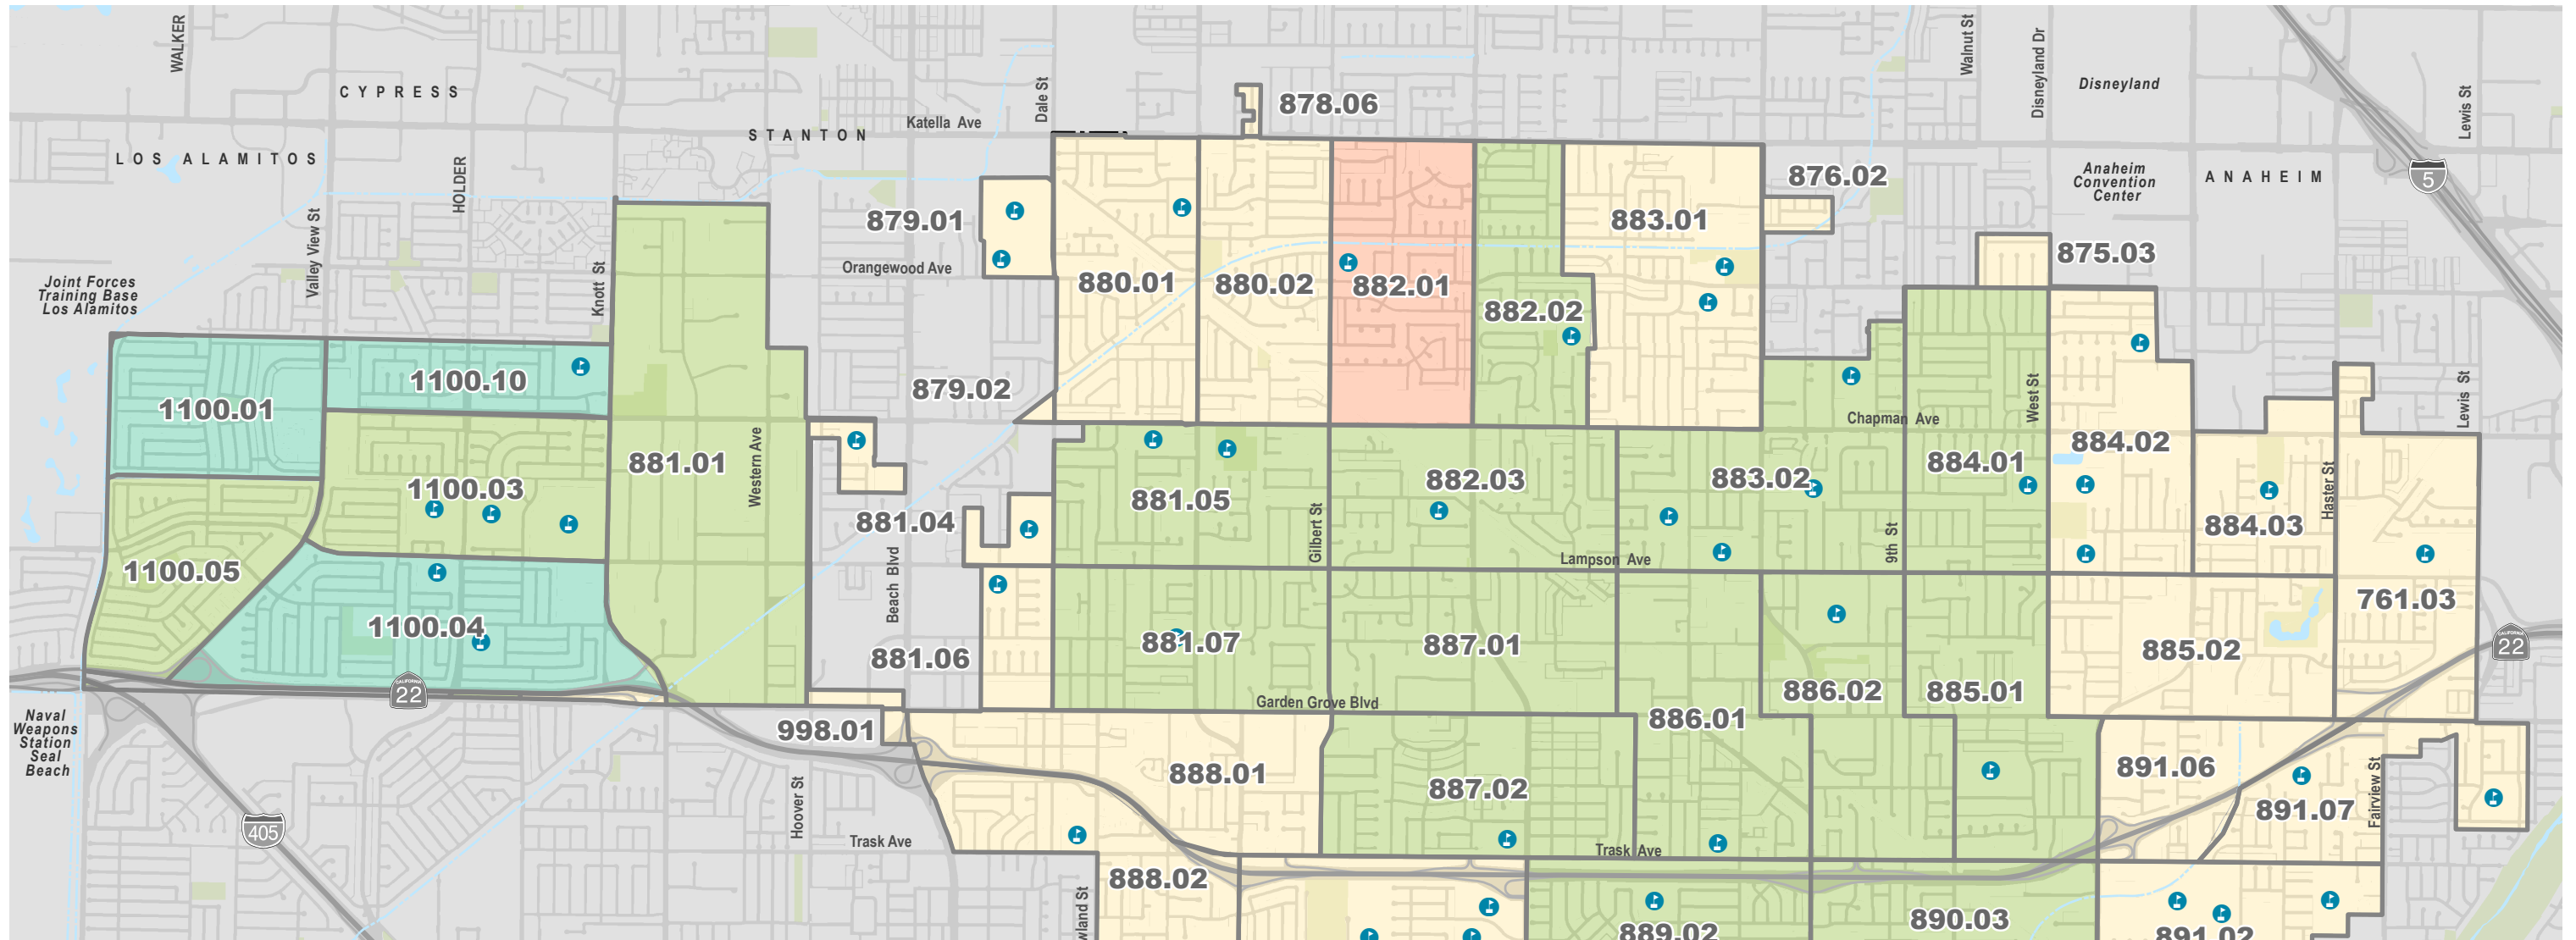 WALKER
CYPRESS
LOS ALAMITOS
HOLDER
STANTON
Katella Ave
Dale St
878.06
Walnut St
Disneyland Dr
Disneyland
Lewis St
Anaheim
Convention
Center
ANAHEIM
5
876.02
879.01
Orangewood Ave
880.01
880.02
882.01
882.02
883.01
875.03
Joint Forces
Training Base
Los Alamitos
Valley View St
Knott St
1100.01
1100.10
879.02
Chapman Ave
West St
Lewis St
884.02
881.01
Western Ave
1100.03
881.04
881.05
Gilbert St
882.03
883.02
884.01
9th St
884.03
Haster St
Lampson Ave
1100.05
1100.04
Beach Blvd
881.06
881.07
887.01
886.01
886.02
885.01
885.02
761.03
CALIFORNIA
22
CALIFORNIA
22
Garden Grove Blvd
Naval
Weapons
Station
Seal
Beach
998.01
888.01
887.02
891.06
891.07
Fairview St
405
Hoover St
Trask Ave
Trask Ave
888.02
wland St
889.02
890.03
891.02